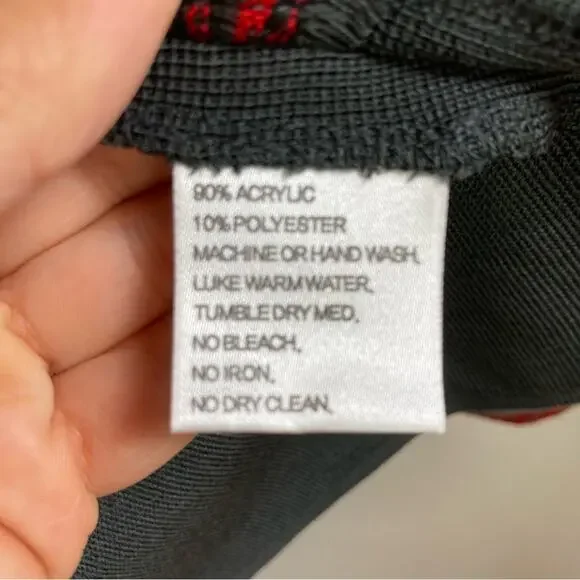 90% ACRYLIC
10% POLYESTER
MACHINE OR HAND WASH,
LUKE WARM WATER,
TUMBLE DRY MED,
NO BLEACH,
NO IRON,
NO DRY CLEAN,